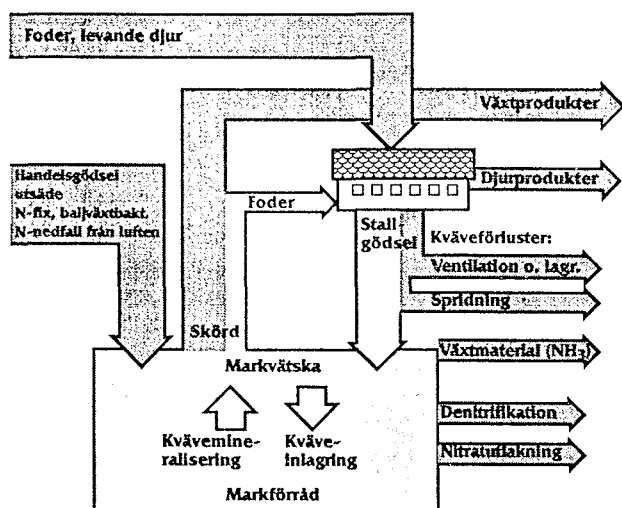 Foder, levande djur
Växtprodukter
Handelsgödsel
utsäde
N-fix, baljväxtbakt.
N-nedfall från luften
Djurprodukter
Foder
Stall-
gödsel
Kväveförluster:
Ventilation o. lagr.
Spridning
Skörd
Växtmaterial (NH3)
Markvätska
Denitrifikation
Kvävemine-
ralisering
Kväve-
inlagring
Nitratutlakning
Markförråd